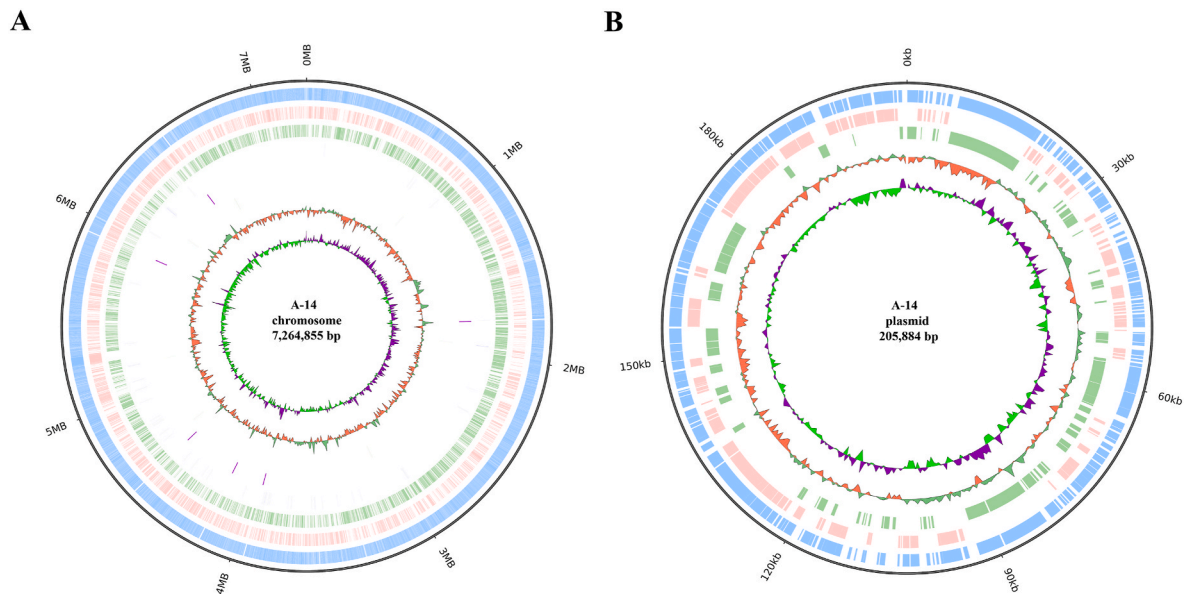 A
0MB
1MB
2MB
3MB
4MB
5MB
6MB
7MB
A-14
chromosome
7,264,855 bp
B
0kb
30kb
60kb
90kb
120kb
150kb
180kb
A-14
plasmid
205,884 bp